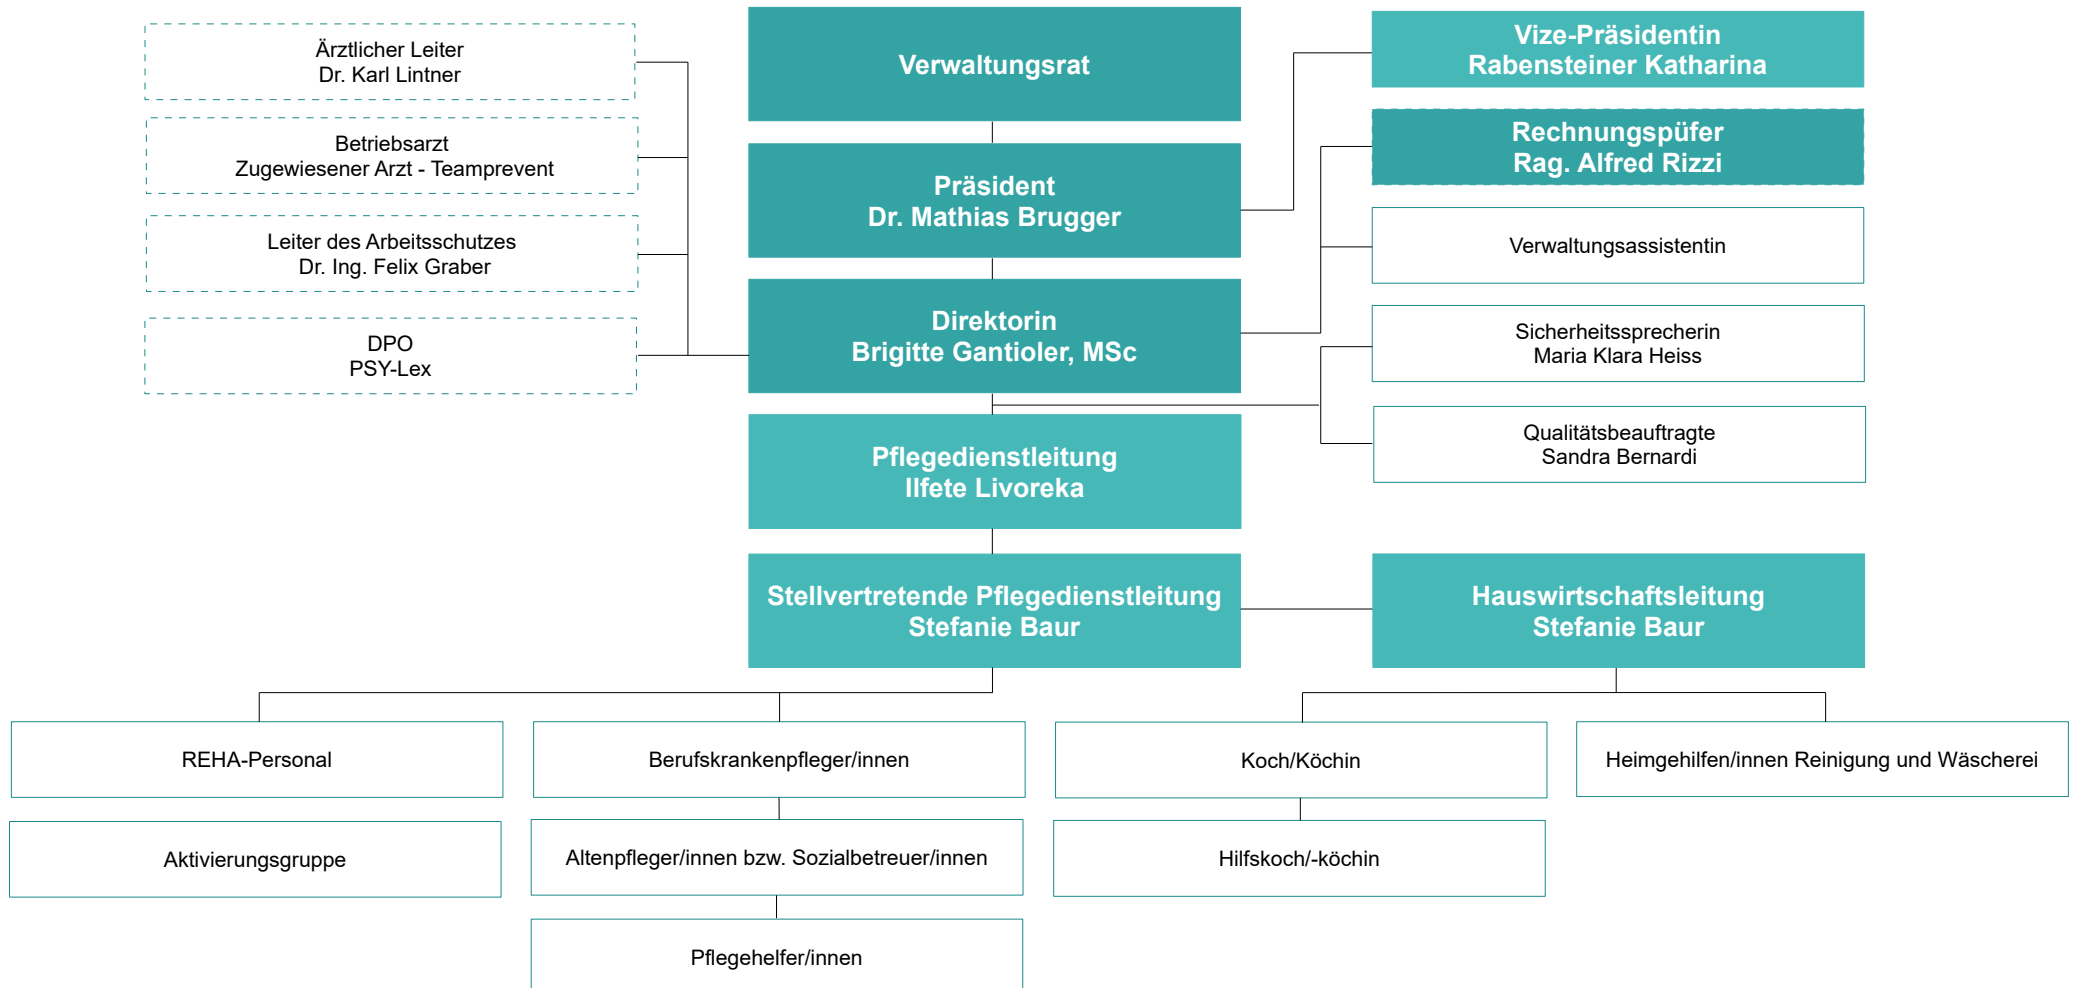 Ärztlicher Leiter
Dr. Karl Lintner
Betriebsarzt
Zugewiesener Arzt - Teamprevent
Leiter des Arbeitsschutzes
Dr. Ing. Felix Graber
DPO
PSY-Lex
Verwaltungsrat
Präsident
Dr. Mathias Brugger
Direktorin
Brigitte Gantioler, MSc
Pflegedienstleitung
Ilfete Livoreka
Stellvertretende Pflegedienstleitung
Stefanie Baur
Vize-Präsidentin
Rabensteiner Katharina
Rechnungspüfer
Rag. Alfred Rizzi
Verwaltungsassistentin
Sicherheitssprecherin
Maria Klara Heiss
Qualitätsbeauftragte
Sandra Bernardi
Hauswirtschaftsleitung
Stefanie Baur
REHA-Personal
Aktivierungsgruppe
Berufskrankenpfleger/innen
Altenpfleger/innen bzw. Sozialbetreuer/innen
Pflegehelfer/innen
Koch/Köchin
Hilfskoch/-köchin
Heimgehilfen/innen Reinigung und Wäscherei